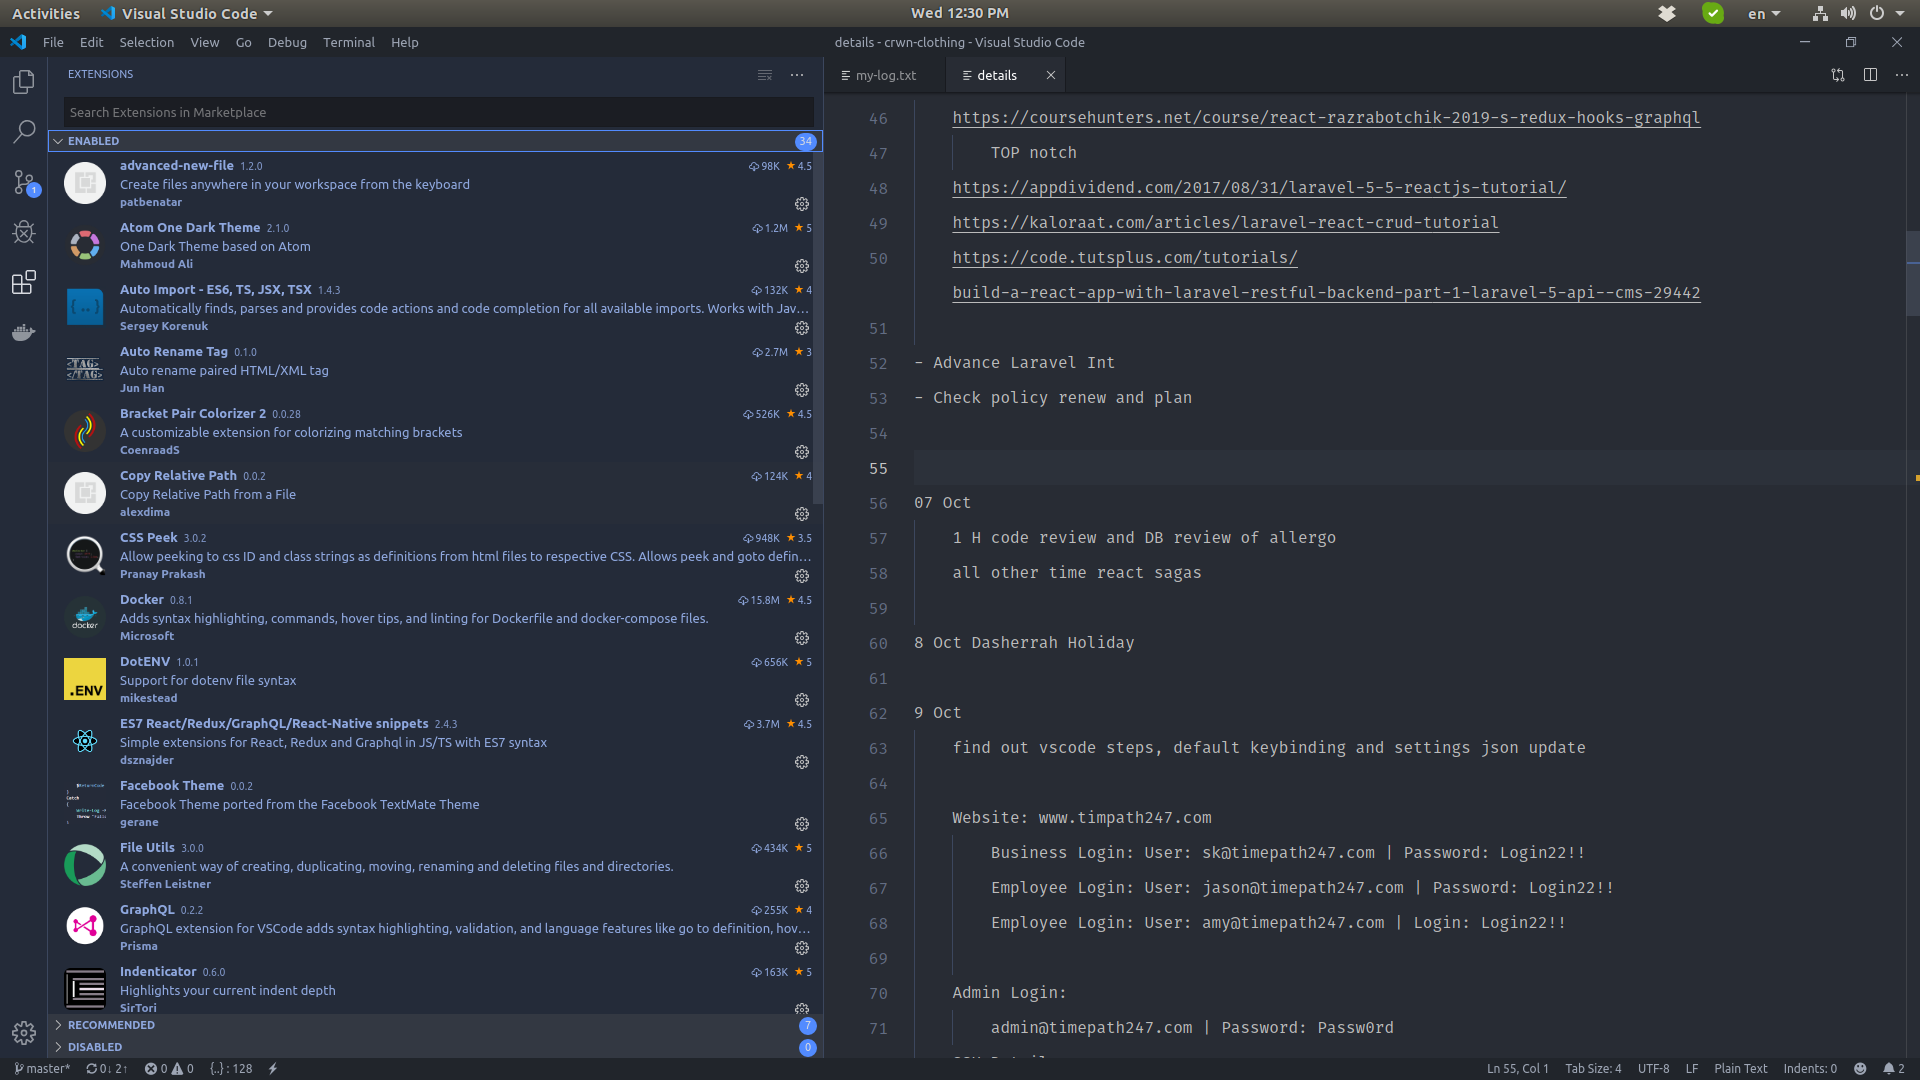 Activities
Visual Studio Code
Wed 12:30 PM
en
File Edit Selection View Go Debug Terminal Help
details - crwn-clothing - Visual Studio Code
EXTENSIONS
Search Extensions in Marketplace
ENABLED 34
advanced-new-file 1.2.0 98K 4.5
Create files anywhere in your workspace from the keyboard
patbenatar
Atom One Dark Theme 2.1.0 1.2M 5
One Dark Theme based on Atom
Mahmoud Ali
Auto Import - ES6, TS, JSX, TSX 1.4.3 132K 4
{..}
Automatically finds, parses and provides code actions and code completion for all available imports. Works with Jav...
Sergey Korenuk
Auto Rename Tag 0.1.0 2.7M 3
<TAG>
</TAG>
Auto rename paired HTML/XML tag
Jun Han
Bracket Pair Colorizer 2 0.0.28 526K 4.5
A customizable extension for colorizing matching brackets
CoenraadS
Copy Relative Path 0.0.2 124K 4
Copy Relative Path from a File
alexdima
CSS Peek 3.0.2 948K 3.5
Allow peeking to css ID and class strings as definitions from html files to respective CSS. Allows peek and goto defin...
Pranay Prakash
Docker 0.8.1 15.8M 4.5
docker
Adds syntax highlighting, commands, hover tips, and linting for Dockerfile and docker-compose files.
Microsoft
DotENV 1.0.1 656K 5
.ENV
Support for dotenv file syntax
mikestead
ES7 React/Redux/GraphQL/React-Native snippets 2.4.3 3.7M 4.5
Simple extensions for React, Redux and Graphql in JS/TS with ES7 syntax
dsznajder
Facebook Theme 0.0.2
Facebook Theme ported from the Facebook TextMate Theme
gerane
File Utils 3.0.0 434K 5
A convenient way of creating, duplicating, moving, renaming and deleting files and directories.
Steffen Leistner
GraphQL 0.2.2 255K 4
GraphQL extension for VSCode adds syntax highlighting, validation, and language features like go to definition, hov...
Prisma
Indenticator 0.6.0 163K 5
Highlights your current indent depth
SirTori
RECOMMENDED 7
DISABLED 0
1
my-log.txt
details
46 https://coursehunters.net/course/react-razrabotchik-2019-s-redux-hooks-graphql
47 TOP notch
48 https://appdividend.com/2017/08/31/laravel-5-5-reactjs-tutorial/
49 https://kaloraat.com/articles/laravel-react-crud-tutorial
50 https://code.tutsplus.com/tutorials/
build-a-react-app-with-laravel-restful-backend-part-1-laravel-5-api--cms-29442
51
52 - Advance Laravel Int
53 - Check policy renew and plan
54
55
56 07 Oct
57 1 H code review and DB review of allergo
58 all other time react sagas
59
60 8 Oct Dasherrah Holiday
61
62 9 Oct
63 find out vscode steps, default keybinding and settings json update
64
65 Website: www.timpath247.com
66 Business Login: User: sk@timepath247.com | Password: Login22!!
67 Employee Login: User: jason@timepath247.com | Password: Login22!!
68 Employee Login: User: amy@timepath247.com | Login: Login22!!
69
70 Admin Login:
71 admin@timepath247.com | Password: Passw0rd
master* 0↓ 2↑ 0 0 {..} : 128
Ln 55, Col 1 Tab Size: 4 UTF-8 LF Plain Text Indents: 0 2